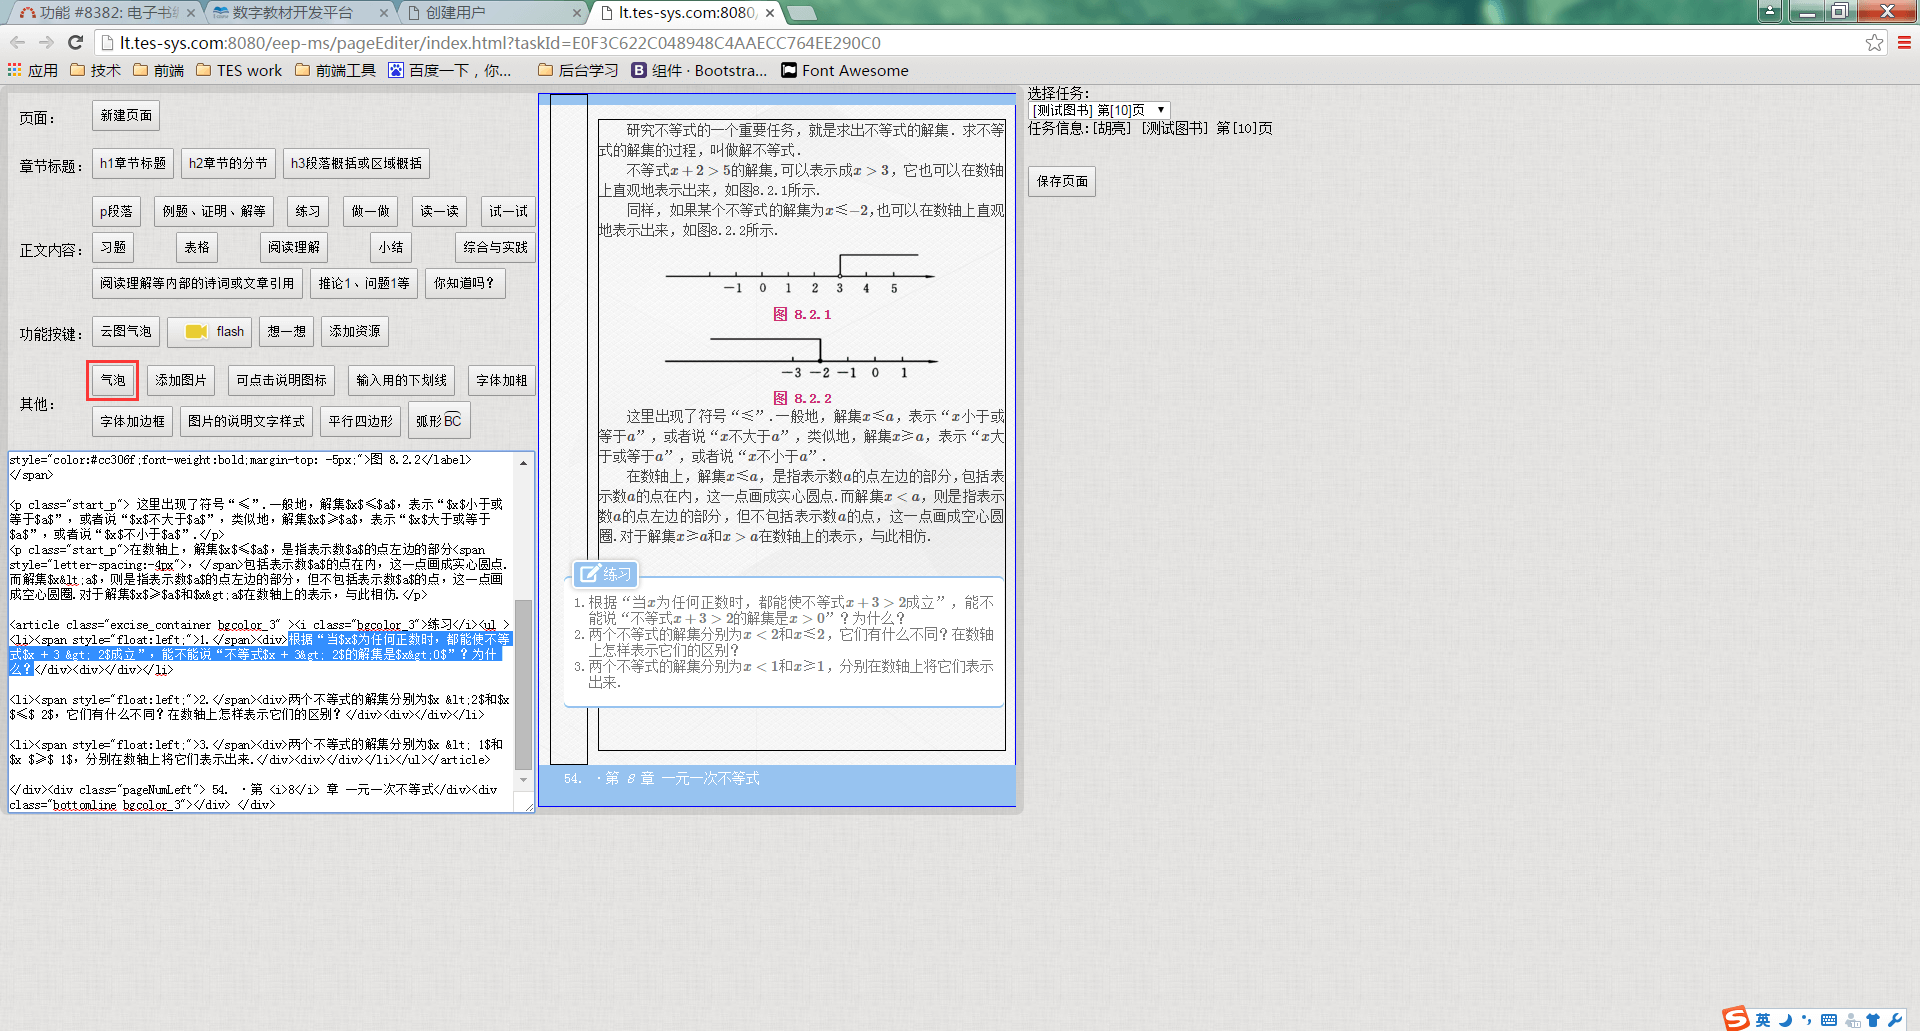 功能 #8382: 电子书编
数字教材开发平台
创建用户
lt.tes-sys.com:8080/
lt.tes-sys.com:8080/eep-ms/pageEditer/index.html?taskId=E0F3C622C048948C4AAECC764EE290C0
应用 技术 前端 TES work 前端工具 百度一下，你... 后台学习 组件 · Bootstra... Font Awesome
页面： 新建页面
章节标题： h1章节标题 h2章节的分节 h3段落概括或区域概括
p段落 例题、证明、解等 练习 做一做 读一读 试一试
正文内容： 习题 表格 阅读理解 小结 综合与实践
阅读理解等内部的诗词或文章引用 推论1、问题1等 你知道吗？
功能按键： 云图气泡 flash 想一想 添加资源
其他： 气泡 添加图片 可点击说明图标 输入用的下划线 字体加粗
字体加边框 图片的说明文字样式 平行四边形 弧形BC
style="color:#cc306f;font-weight:bold;margin-top: -5px;">图 8.2.2</label>
</span>
<p class="start_p"> 这里出现了符号“≤”.一般地，解集$x$≤$a$，表示“$x$小于或
等于$a$”，或者说“$x$不大于$a$”，类似地，解集$x$≥$a$，表示“$x$大于或等于
$a$”，或者说“$x$不小于$a$”.</p>
<p class="start_p">在数轴上，解集$x$≤$a$，是指表示数$a$的点左边的部分<span
style="letter-spacing:-4px">，</span>包括表示数$a$的点在内，这一点画成实心圆点.
而解集$x&lt;a$，则是指表示数$a$的点左边的部分，但不包括表示数$a$的点，这一点画
成空心圆圈.对于解集$x$≥$a$和$x&gt;a$在数轴上的表示，与此相仿.</p>
<article class="excise_container bgcolor_3" ><i class="bgcolor_3">练习</i><ul >
<li><span style="float:left;">1.</span><div>根据“当$x$为任何正数时，都能使不等
式$x + 3 &gt; 2$成立”，能不能说“不等式$x + 3&gt; 2$的解集是$x&gt;0$”？为什
么？</div><div></div></li>
<li><span style="float:left;">2.</span><div>两个不等式的解集分别为$x &lt;2$和$x
$≤$ 2$，它们有什么不同？在数轴上怎样表示它们的区别？</div><div></div></li>
<li><span style="float:left;">3.</span><div>两个不等式的解集分别为$x &lt; 1$和
$x $≥$ 1$，分别在数轴上将它们表示出来.</div><div></div></li></ul></article>
</div><div class="pageNumLeft"> 54. ·第 <i>8</i> 章 一元一次不等式</div><div
class="bottomline bgcolor_3"></div> </div>
研究不等式的一个重要任务，就是求出不等式的解集．求不等
式的解集的过程，叫做解不等式．
不等式x + 2 > 5的解集,可以表示成x > 3，它也可以在数轴
上直观地表示出来，如图8.2.1所示．
同样，如果某个不等式的解集为x≤−2,也可以在数轴上直观
地表示出来，如图8.2.2所示．
−1 0 1 2 3 4 5
图 8.2.1
−3 −2 −1 0 1
图 8.2.2
这里出现了符号“≤”.一般地，解集x≤a，表示“x小于或
等于a”，或者说“x不大于a”，类似地，解集x≥a，表示“x大
于或等于a”，或者说“x不小于a”.
在数轴上，解集x≤a，是指表示数a的点左边的部分,包括表
示数a的点在内，这一点画成实心圆点.而解集x < a，则是指表示
数a的点左边的部分，但不包括表示数a的点，这一点画成空心圆
圈.对于解集x≥a和x > a在数轴上的表示，与此相仿.
练习
1. 根据“当x为任何正数时，都能使不等式x + 3 > 2成立”，能不
能说“不等式x + 3 > 2的解集是x > 0”？为什么？
2. 两个不等式的解集分别为x < 2和x≤2，它们有什么不同？在数轴
上怎样表示它们的区别？
3. 两个不等式的解集分别为x < 1和x≥1，分别在数轴上将它们表示
出来.
54. ·第 8 章 一元一次不等式
选择任务：
[测试图书] 第[10]页
任务信息:[胡亮] [测试图书] 第[10]页
保存页面
英